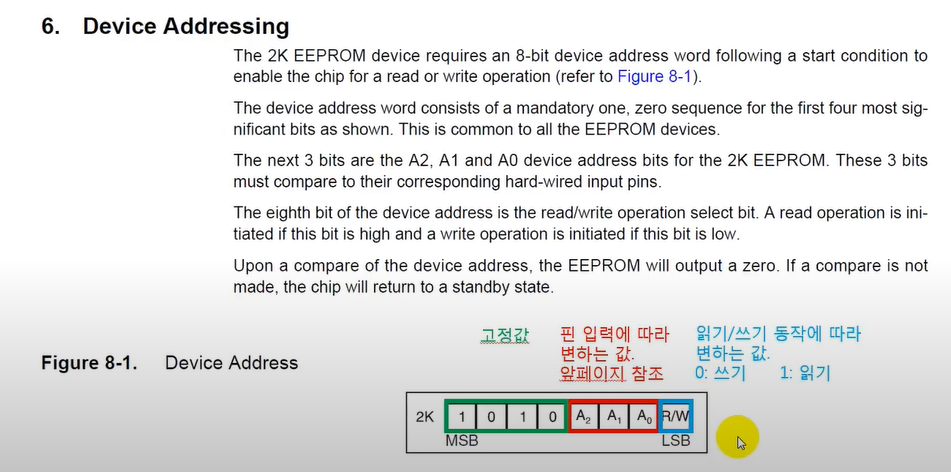 6. Device Addressing
The 2K EEPROM device requires an 8-bit device address word following a start condition to
enable the chip for a read or write operation (refer to Figure 8-1).
The device address word consists of a mandatory one, zero sequence for the first four most sig-
nificant bits as shown. This is common to all the EEPROM devices.
The next 3 bits are the A2, A1 and A0 device address bits for the 2K EEPROM. These 3 bits
must compare to their corresponding hard-wired input pins.
The eighth bit of the device address is the read/write operation select bit. A read operation is ini-
tiated if this bit is high and a write operation is initiated if this bit is low.
Upon a compare of the device address, the EEPROM will output a zero. If a compare is not
made, the chip will return to a standby state.
고정값
핀 입력에 따라
변하는 값.
앞페이지 참조
읽기/쓰기 동작에 따라
변하는 값.
0: 쓰기 1: 읽기
Figure 8-1. Device Address
2K 1 0 1 0 A₂ A₁ A₀ R/W
MSB LSB